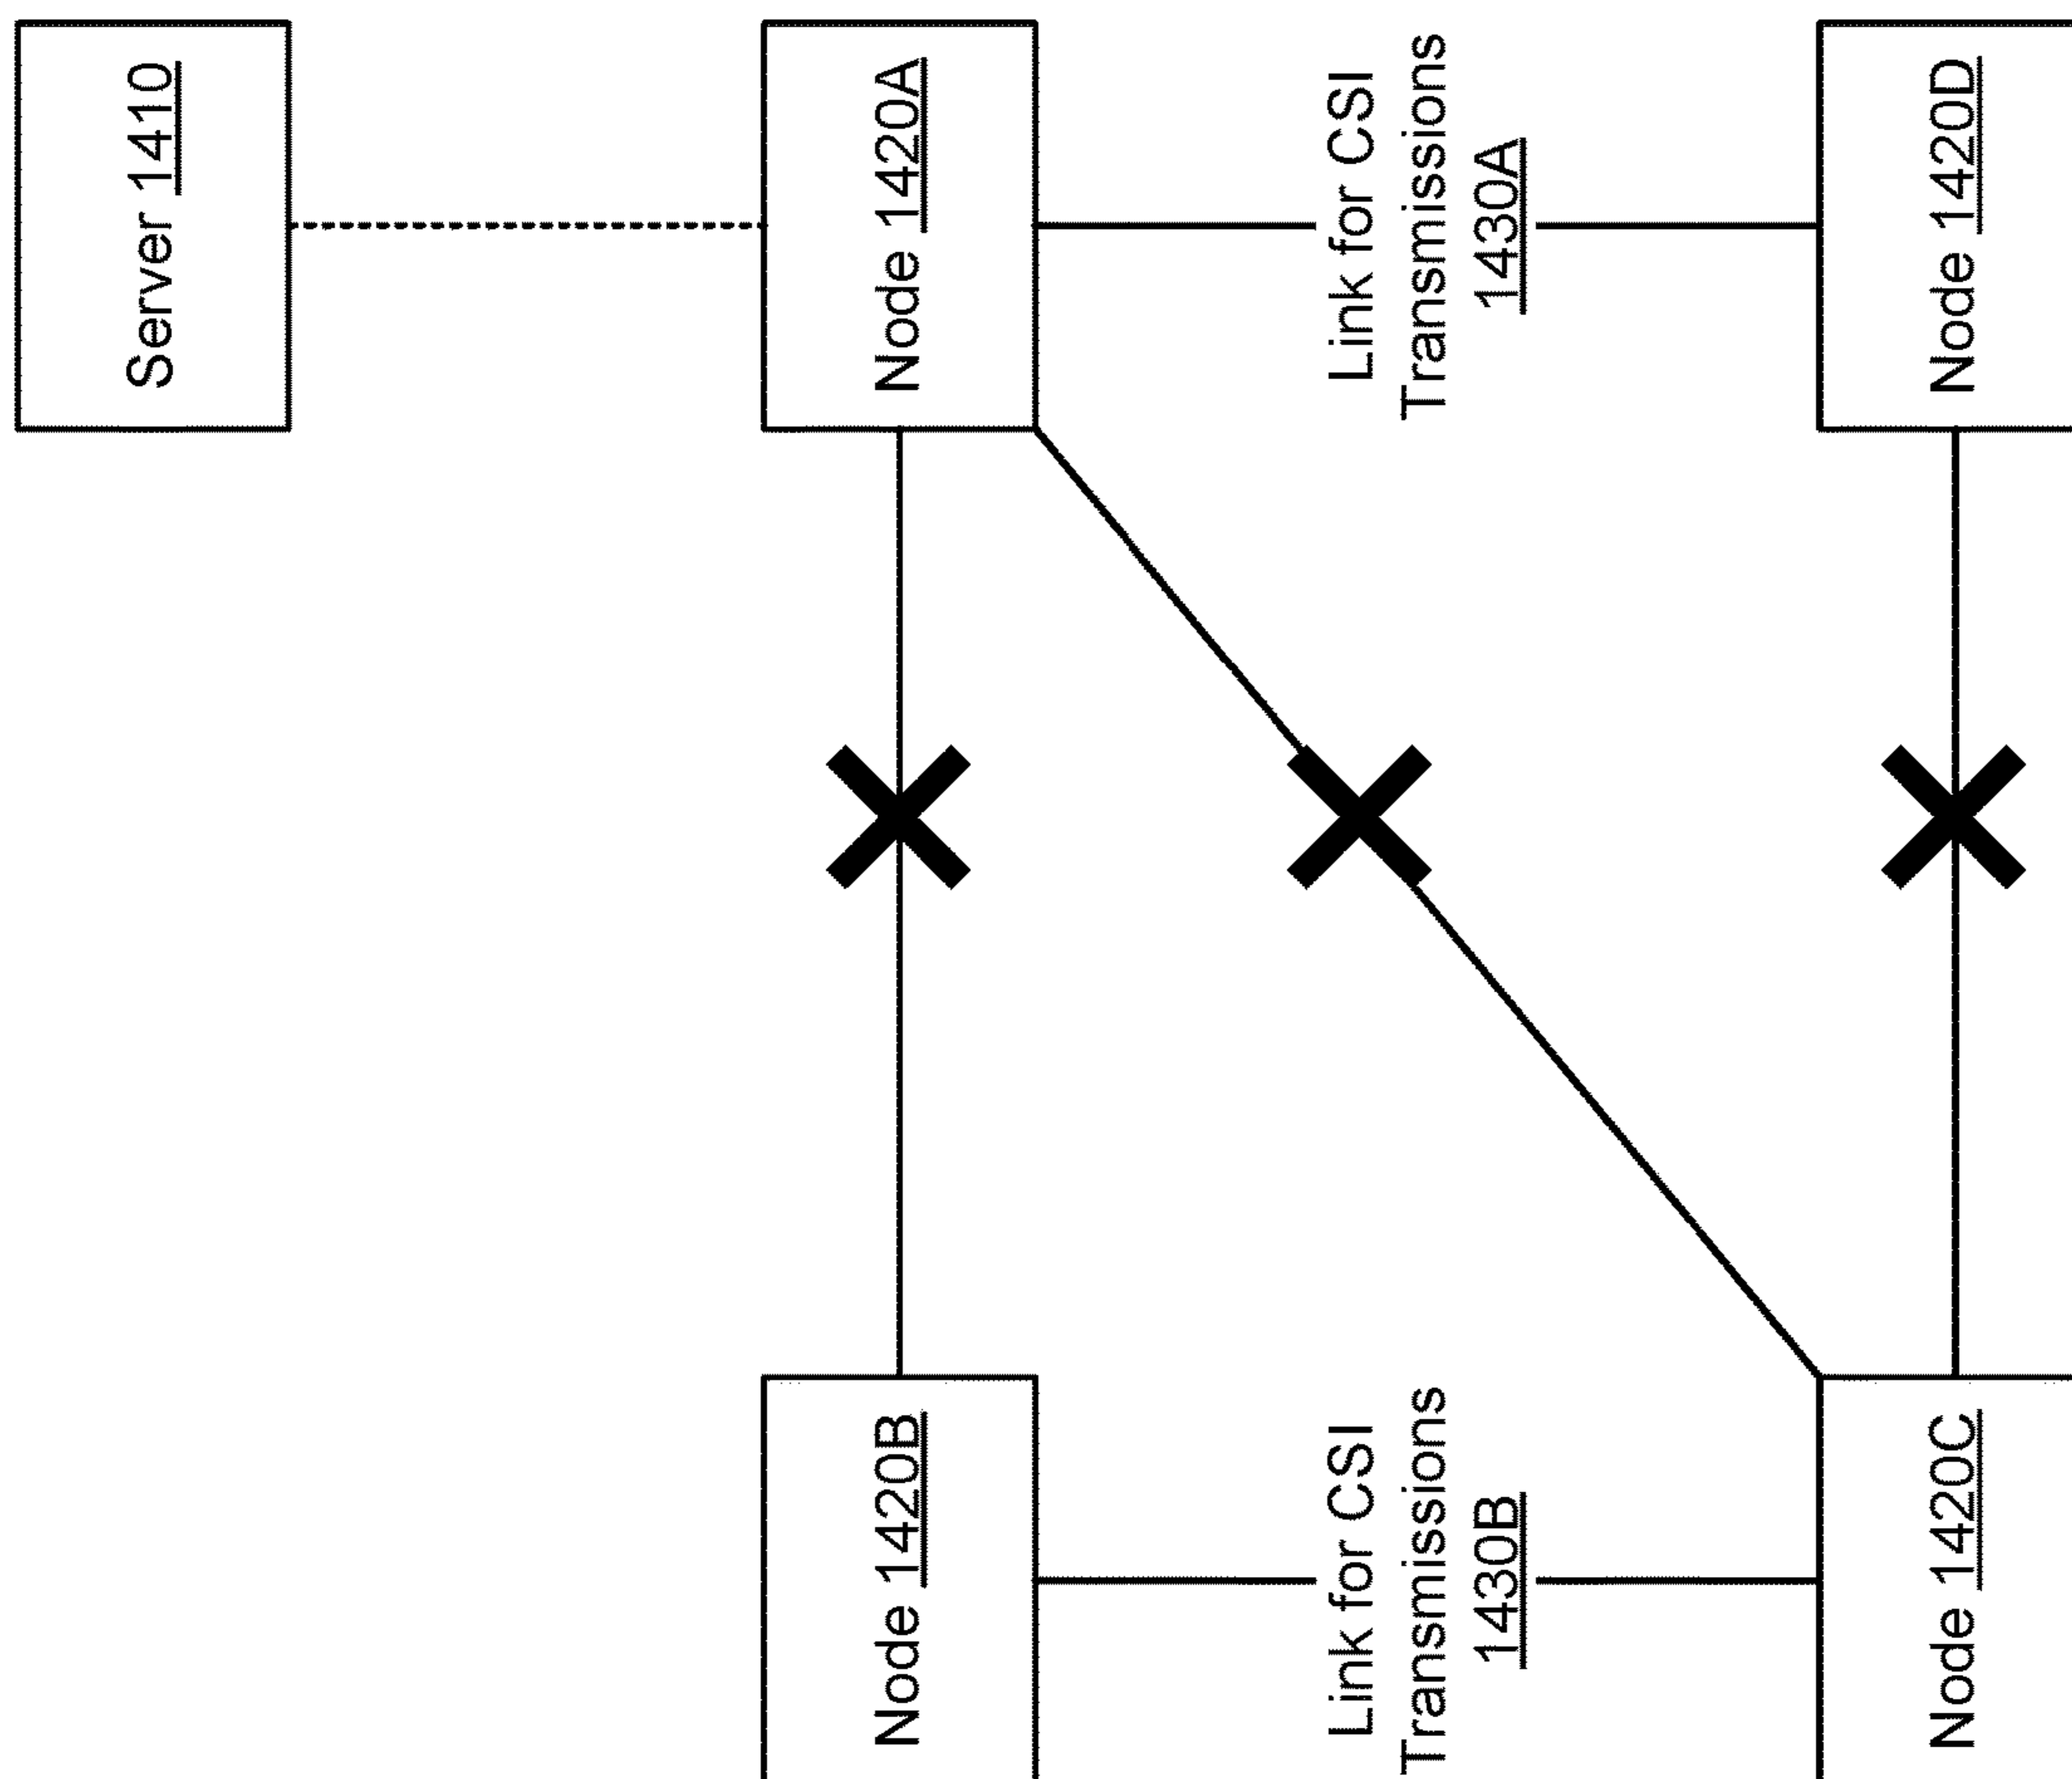 Server 1410
Node 1420B
Node 1420A
Link for CSI
Transmissions
1430B
Link for CSI
Transmissions
1430A
Node 1420C
Node 1420D